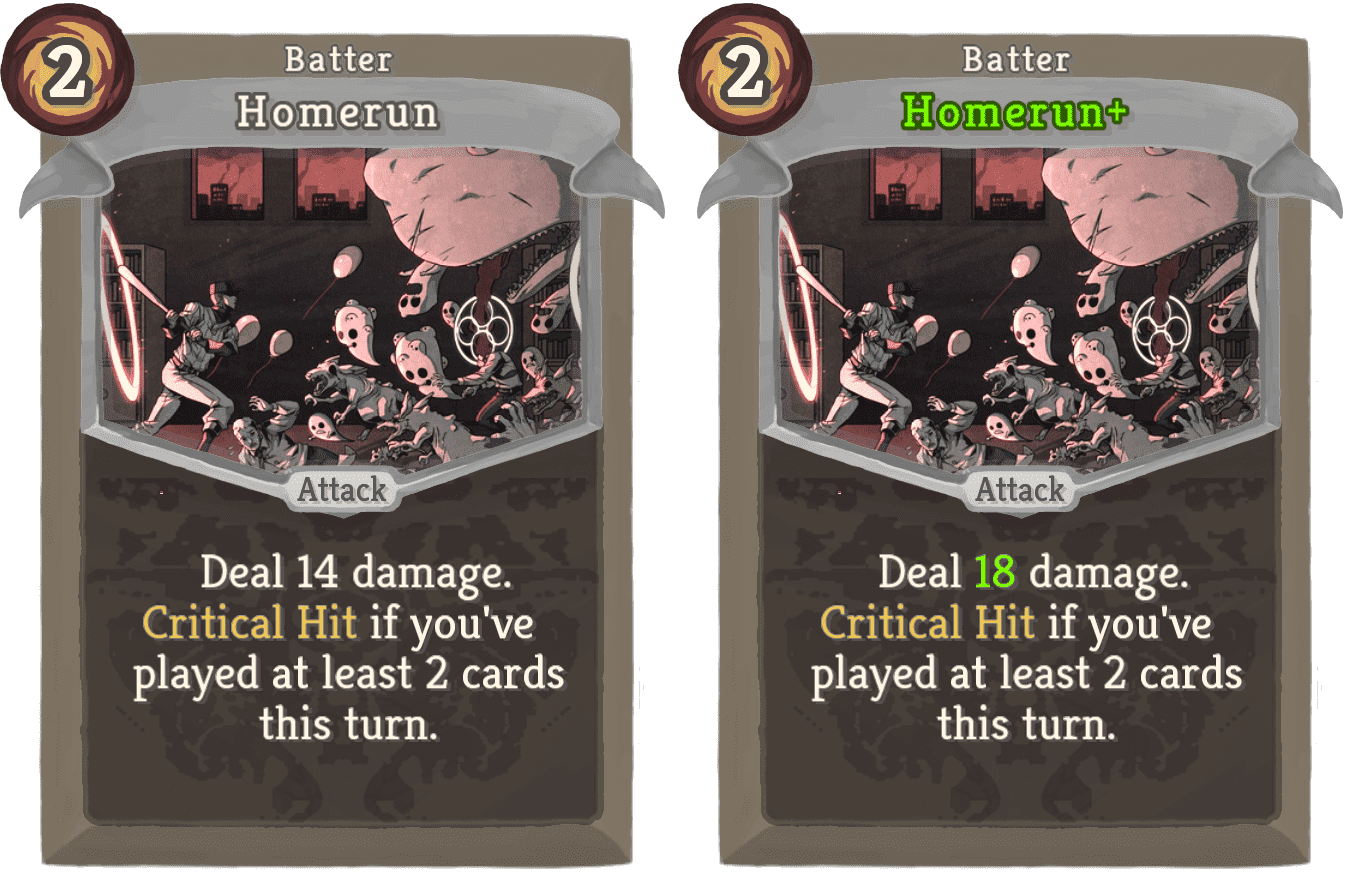 2
Batter
Homerun
Attack
Deal 14 damage.
Critical Hit if you've
played at least 2 cards
this turn.
2
Batter
Homerun+
Attack
Deal 18 damage.
Critical Hit if you've
played at least 2 cards
this turn.